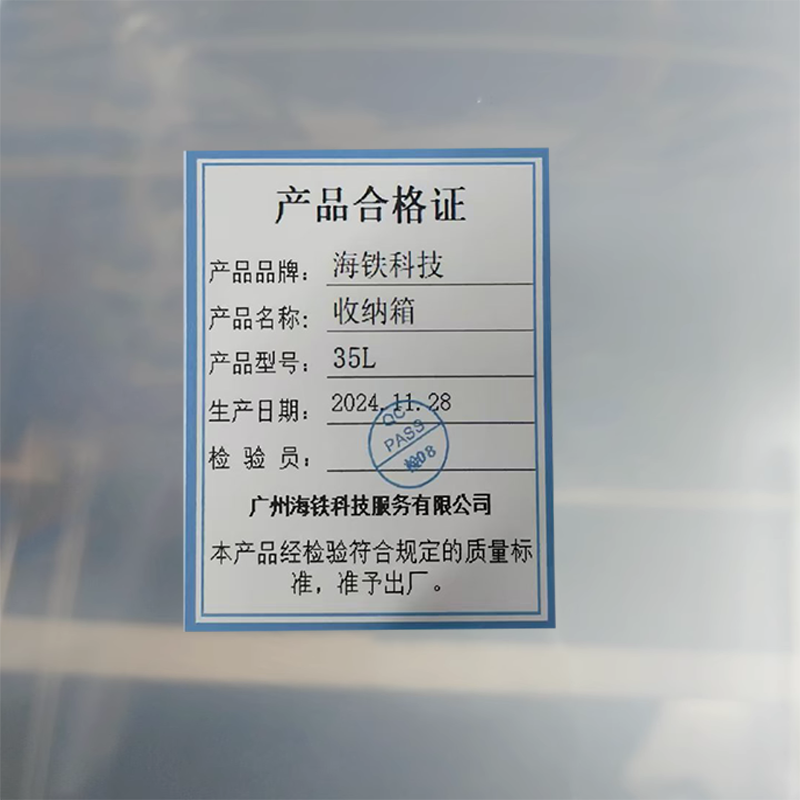 产品合格证
产品品牌： 海铁科技
产品名称： 收纳箱
产品型号： 35L
生产日期： 2024.11.28
检 验 员：
QC
PASS
检08
广州海铁科技服务有限公司
本产品经检验符合规定的质量标
准，准予出厂。